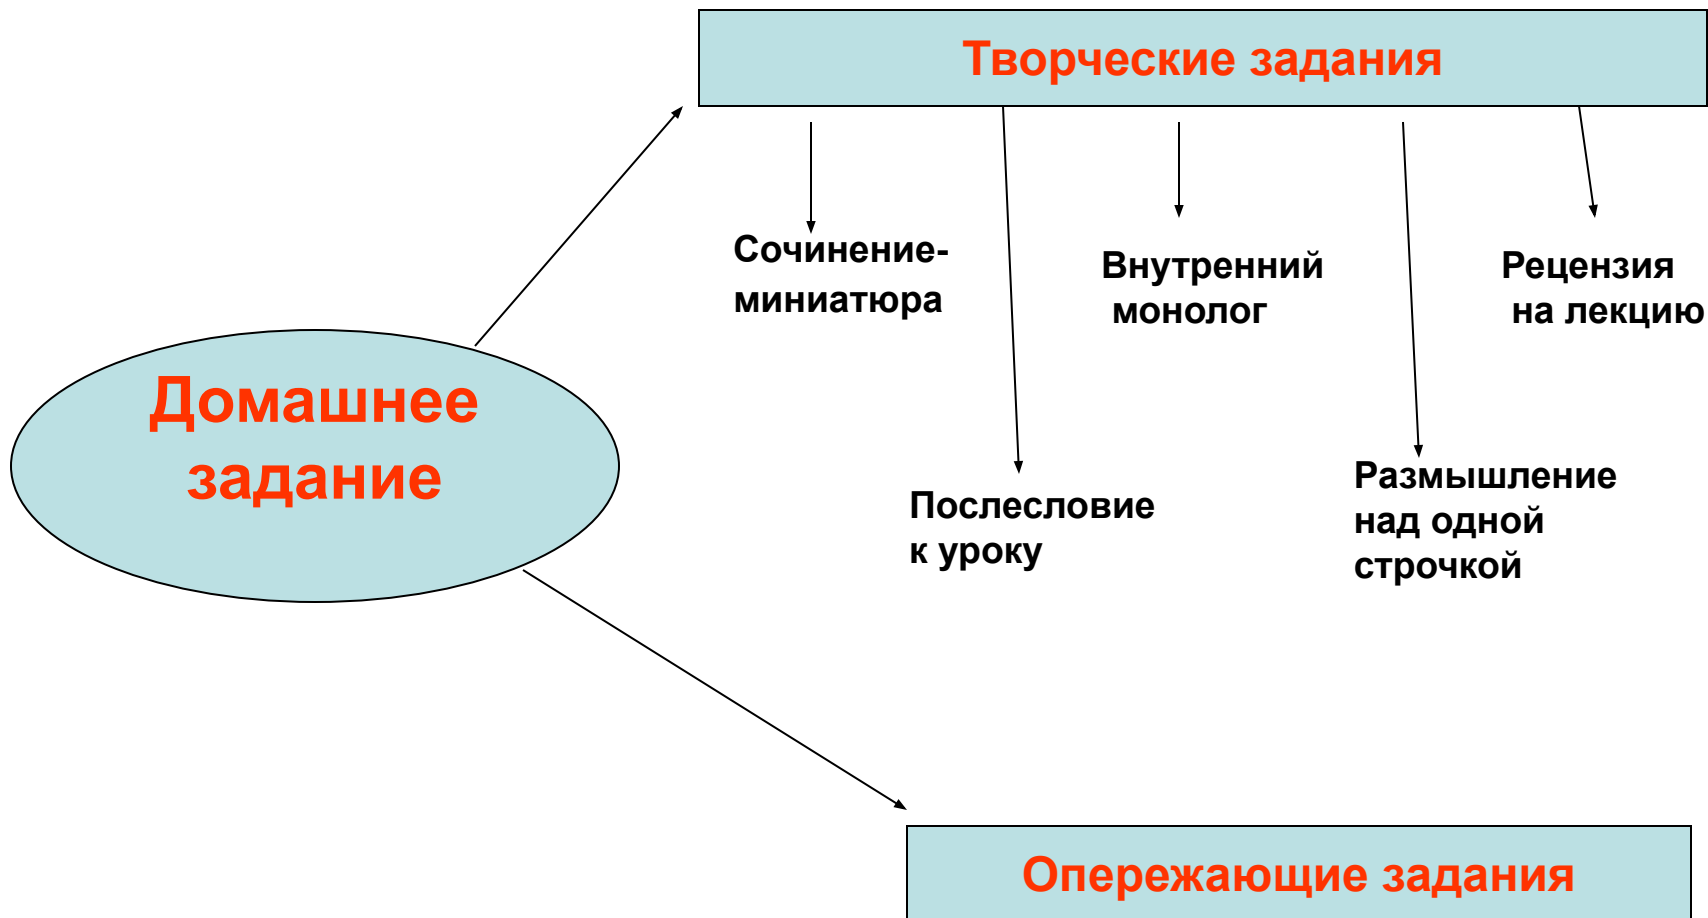 Творческие задания
Сочинение-
миниатюра
Внутренний
монолог
Рецензия
на лекцию
Домашнее
задание
Послесловие
к уроку
Размышление
над одной
строчкой
Опережающие задания